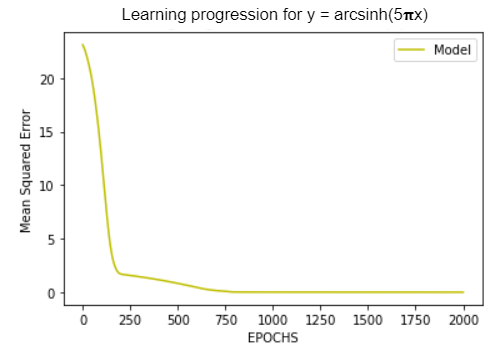 Learning progression for y = arcsinh(5πx)
Model
Mean Squared Error
20
15
10
5
0
0 250 500 750 1000 1250 1500 1750 2000
EPOCHS